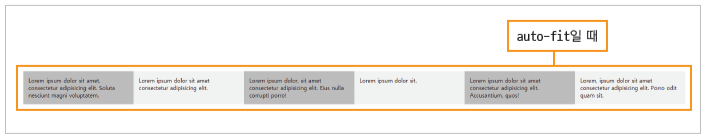 auto-fit일 때
Lorem ipsum dolor sit amet
consectetur adipisicing elit. Soluta
nesciunt magni voluptatem.
Lorem ipsum dolor sit amet
consectetur adipisicing elit.
Lorem ipsum dolor, sit amet
consectetur adipisicing elit. Eius nulla
corrupti porro!
Lorem ipsum dolor sit.
Lorem ipsum dolor sit amet
consectetur adipisicing elit.
Accusantium, quos!
Lorem, ipsum dolor sit amet
consectetur adipisicing elit. Porro odit
quam sit.